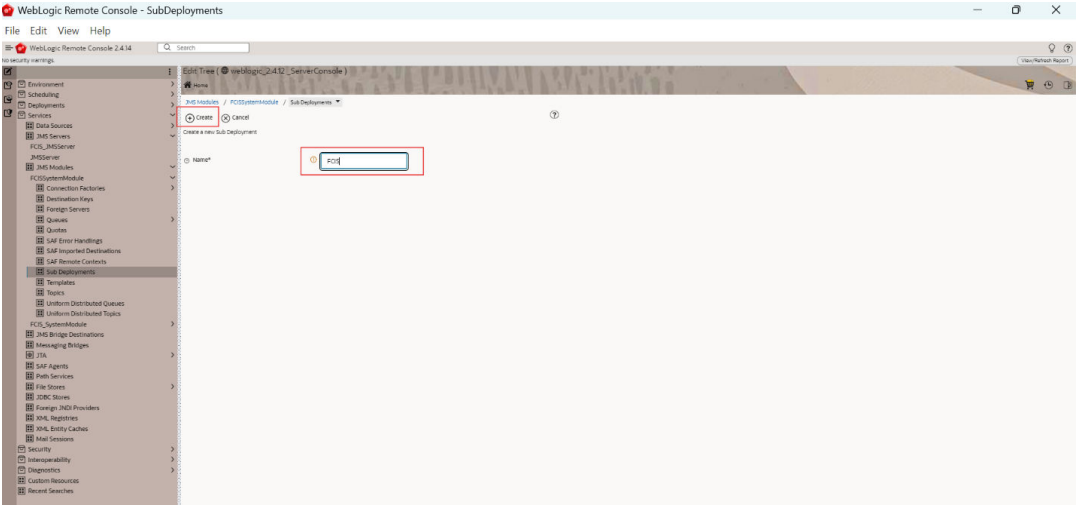 WebLogic Remote Console - SubDeployments
File Edit View Help
WebLogic Remote Console 2.4.14
Search
No security warnings.
View/Refresh Report
Edit Tree ( weblogic_2.4.12 _ServerConsole )
Home
JMS Modules / FCISSystemModule / Sub Deployments
Create Cancel
Create a new Sub Deployment
Name*
FCIS
Environment
Scheduling
Deployments
Services
Data Sources
JMS Servers
FCIS_JMSServer
JMSServer
JMS Modules
FCISSystemModule
Connection Factories
Destination Keys
Foreign Servers
Queues
Quotas
SAF Error Handlings
SAF Imported Destinations
SAF Remote Contexts
Sub Deployments
Templates
Topics
Uniform Distributed Queues
Uniform Distributed Topics
FCIS_SystemModule
JMS Bridge Destinations
Messaging Bridges
JTA
SAF Agents
Path Services
File Stores
JDBC Stores
Foreign JNDI Providers
XML Registries
XML Entity Caches
Mail Sessions
Security
Interoperability
Diagnostics
Custom Resources
Recent Searches